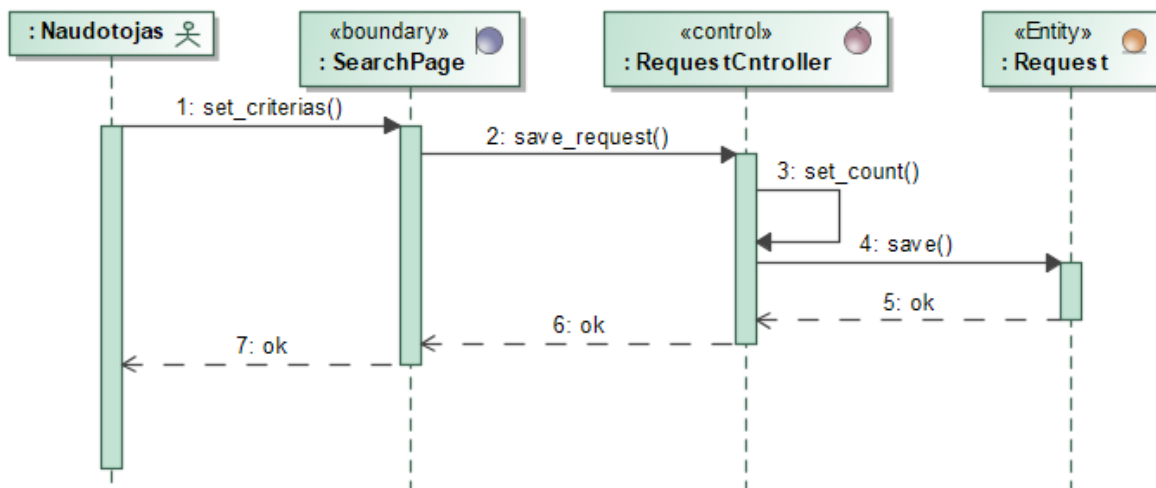 : Naudotojas
«boundary»
: SearchPage
«control»
: RequestCntroller
«Entity»
: Request
1: set_criterias()
2: save_request()
3: set_count()
4: save()
5: ok
6: ok
7: ok